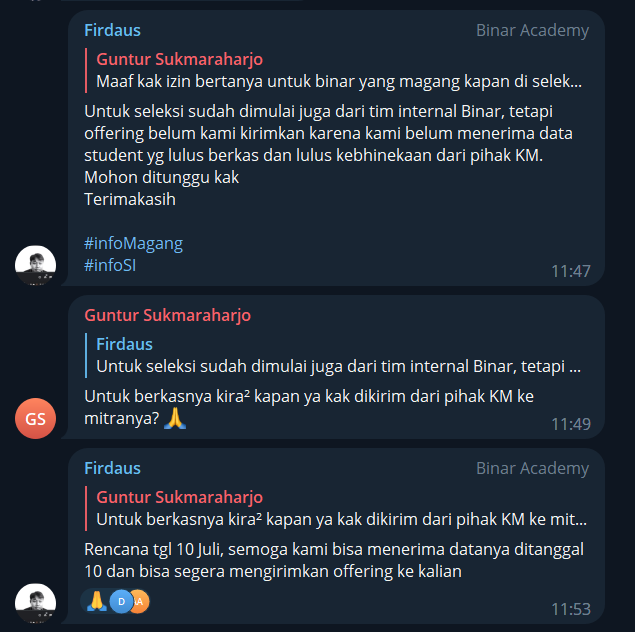 Firdaus Binar Academy
Guntur Sukmaraharjo
Maaf kak izin bertanya untuk binar yang magang kapan di selek...
Untuk seleksi sudah dimulai juga dari tim internal Binar, tetapi
offering belum kami kirimkan karena kami belum menerima data
student yg lulus berkas dan lulus kebhinekaan dari pihak KM.
Mohon ditunggu kak
Terimakasih
#infoMagang
#infoSI
11:47
Guntur Sukmaraharjo
Firdaus
Untuk seleksi sudah dimulai juga dari tim internal Binar, tetapi ...
Untuk berkasnya kira² kapan ya kak dikirim dari pihak KM ke
mitranya? 🙏
GS
11:49
Firdaus Binar Academy
Guntur Sukmaraharjo
Untuk berkasnya kira² kapan ya kak dikirim dari pihak KM ke mit...
Rencana tgl 10 Juli, semoga kami bisa menerima datanya ditanggal
10 dan bisa segera mengirimkan offering ke kalian
🙏 D A
11:53